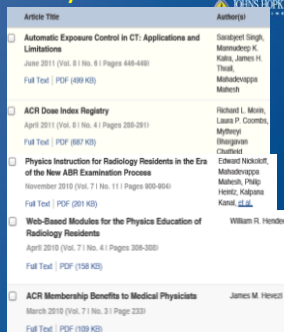 JOHNS HOPK
Article Title
Author(s)
Automatic Exposure Control in CT: Applications and
Limitations
June 2011 (Vol. 8 I No. 6 I Pages 446-449)
Full Text | PDF (499 KB)
Sarabjeet Singh,
Mannudeep K.
Kalra, James H.
Thrall,
Mahadevappa
Mahesh
ACR Dose Index Registry
April 2011 (Vol. 8 I No. 4 I Pages 288-291)
Full Text | PDF (687 KB)
Richard L. Morin,
Laura P. Coombs,
Mythreyi
Bhargavan
Chatfield
Physics Instruction for Radiology Residents in the Era
of the New ABR Examination Process
November 2010 (Vol. 7 I No. 11 I Pages 900-904)
Full Text | PDF (201 KB)
Edward Nickoloff,
Mahadevappa
Mahesh, Philip
Heintz, Kalpana
Kanal, et.al.
Web-Based Modules for the Physics Education of
Radiology Residents
April 2010 (Vol. 7 I No. 4 I Pages 306-308)
Full Text | PDF (158 KB)
William R. Hende
ACR Membership Benefits to Medical Physicists
March 2010 (Vol. 7 I No. 3 I Page 233)
Full Text | PDF (109 KB)
James M. Hevezi